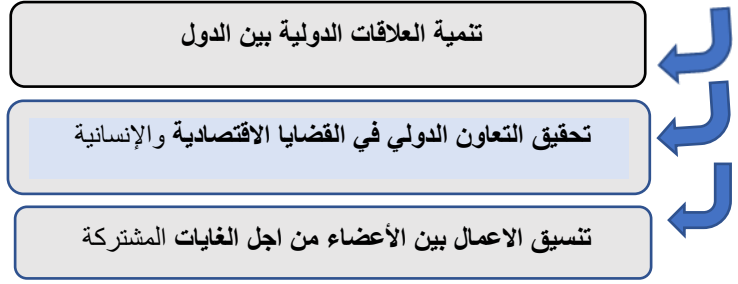 تنمية العلاقات الدولية بين الدول
تحقيق التعاون الدولي في القضايا الاقتصادية والإنسانية
تنسيق الاعمال بين الأعضاء من اجل الغايات المشتركة